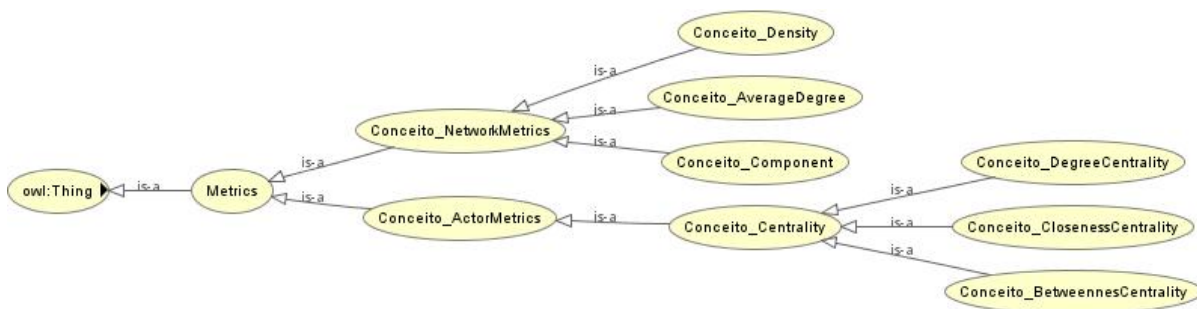 Conceito_Density
is-a
Conceito_AverageDegree
is-a
Conceito_NetworkMetrics
is-a
Conceito_Component
Conceito_DegreeCentrality
is-a
is-a
owl:Thing
is-a
Metrics
is-a
Conceito_ActorMetrics
is-a
Conceito_Centrality
is-a
Conceito_ClosenessCentrality
is-a
Conceito_BetweennesCentrality